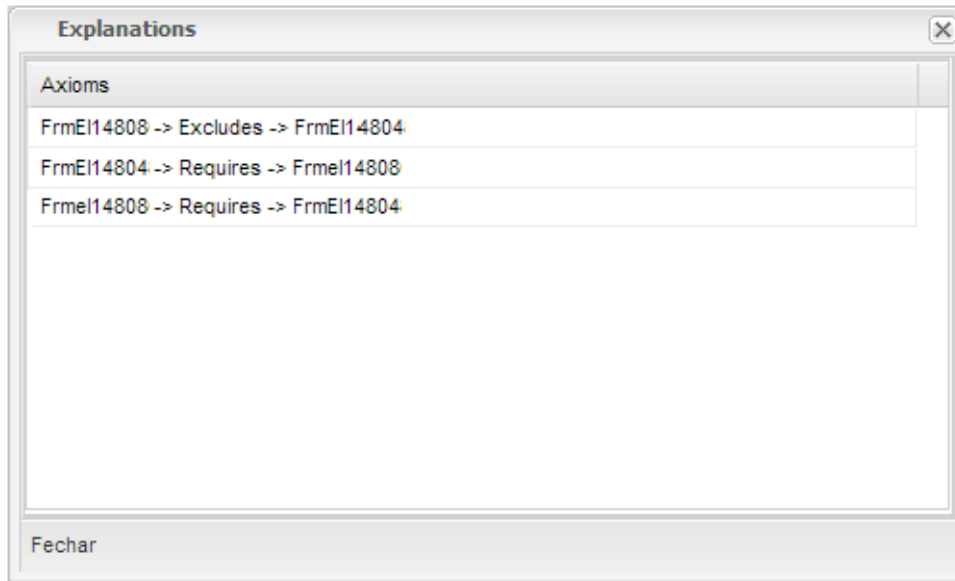 Explanations
Axioms
FrmEl14808 -> Excludes -> FrmEl14804
FrmEl14804 -> Requires -> Frmel14808
Frmel14808 -> Requires -> FrmEl14804
Fechar